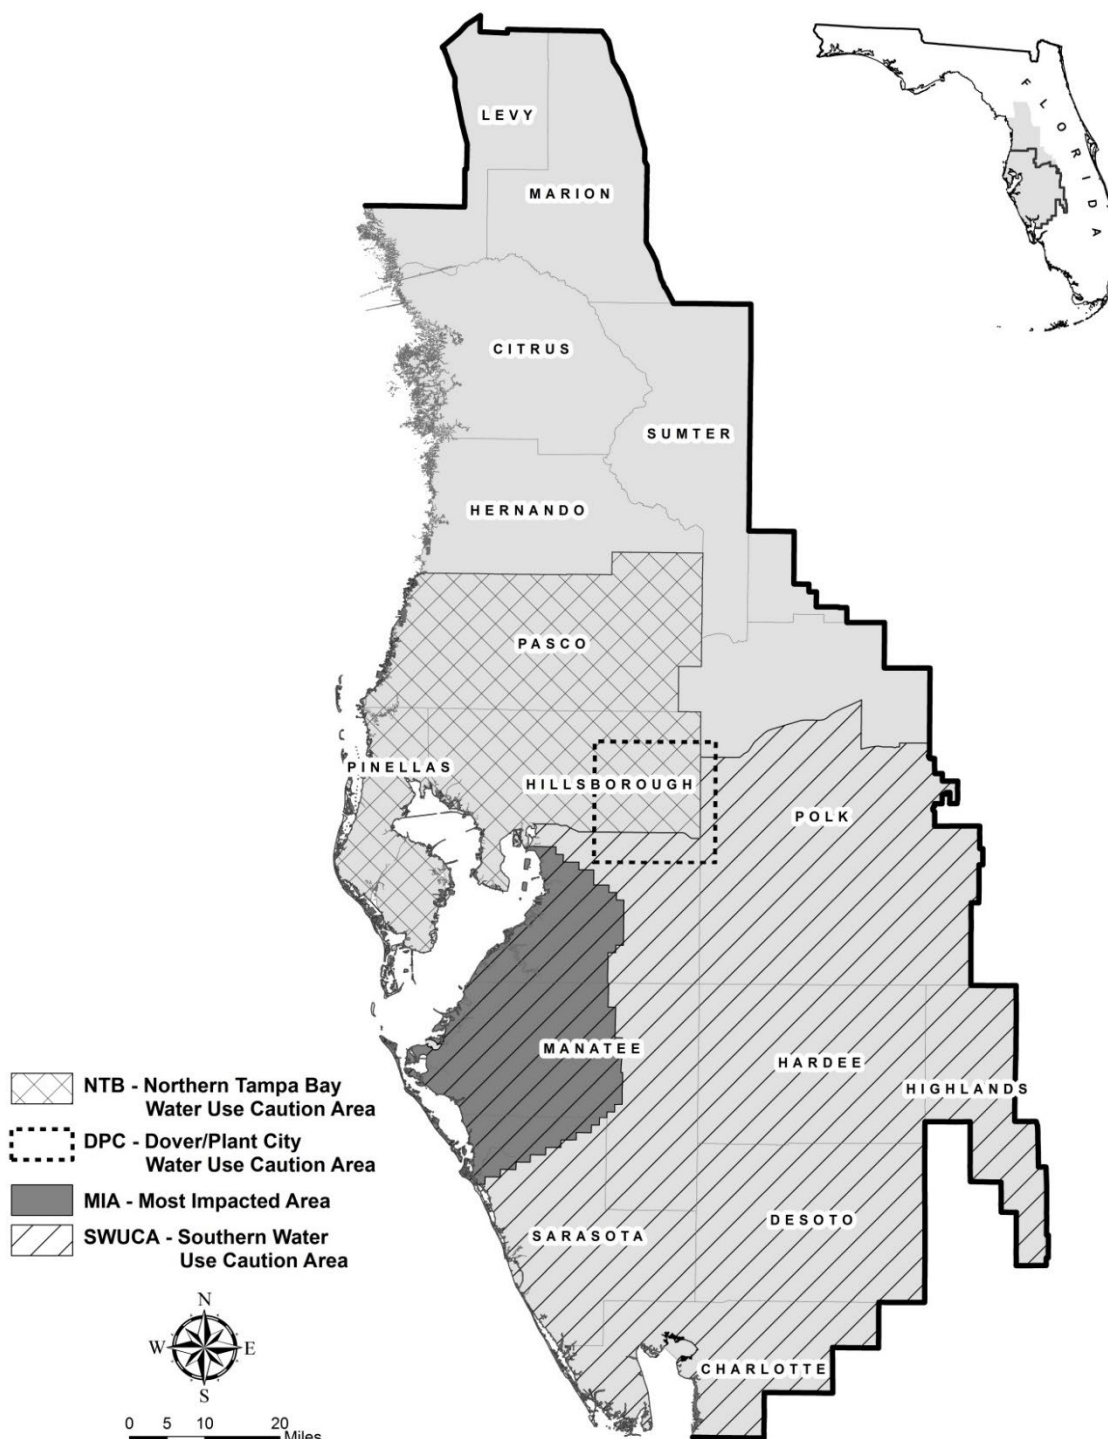 FLORIDA
LEVY
MARION
CITRUS
SUMTER
HERNANDO
PASCO
PINELLAS
HILLSBOROUGH
POLK
MANATEE
HARDEE
HIGHLANDS
DESOTO
SARASOTA
CHARLOTTE
NTB - Northern Tampa Bay
Water Use Caution Area
DPC - Dover/Plant City
Water Use Caution Area
MIA - Most Impacted Area
SWUCA - Southern Water
Use Caution Area
N
W E
S
0 5 10 20
Miles